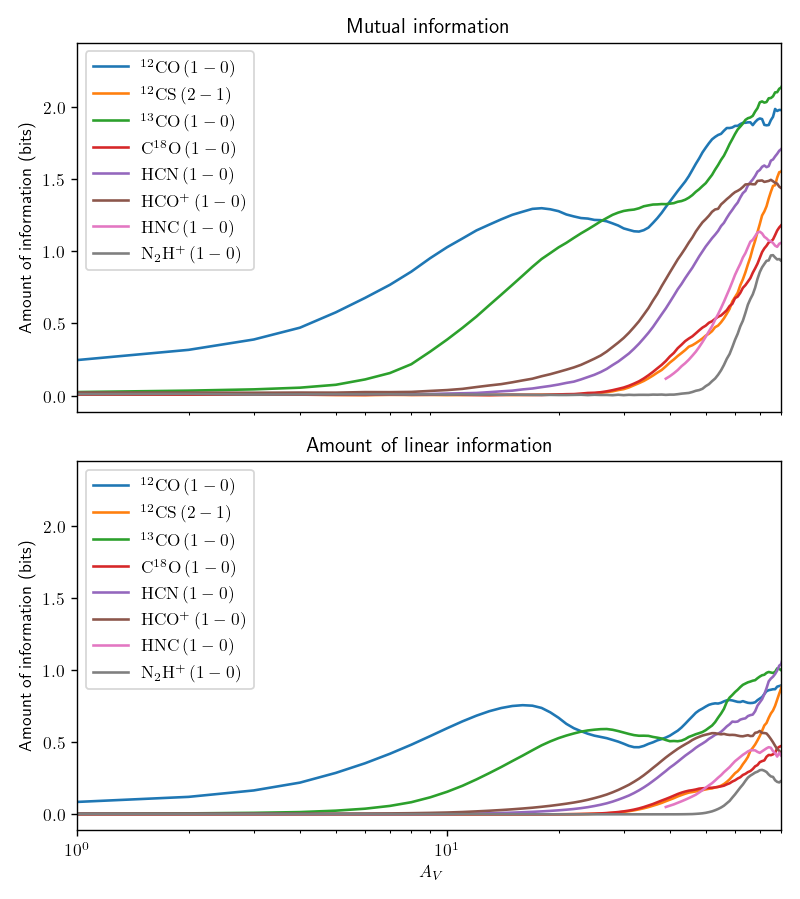 Mutual information
Amount of information (bits)
2.0
1.5
1.0
0.5
0.0
¹²CO (1 − 0)
¹²CS (2 − 1)
¹³CO (1 − 0)
C¹⁸O (1 − 0)
HCN (1 − 0)
HCO⁺ (1 − 0)
HNC (1 − 0)
N₂H⁺ (1 − 0)
Amount of linear information
Amount of information (bits)
2.0
1.5
1.0
0.5
0.0
¹²CO (1 − 0)
¹²CS (2 − 1)
¹³CO (1 − 0)
C¹⁸O (1 − 0)
HCN (1 − 0)
HCO⁺ (1 − 0)
HNC (1 − 0)
N₂H⁺ (1 − 0)
10⁰ 10¹
A_V